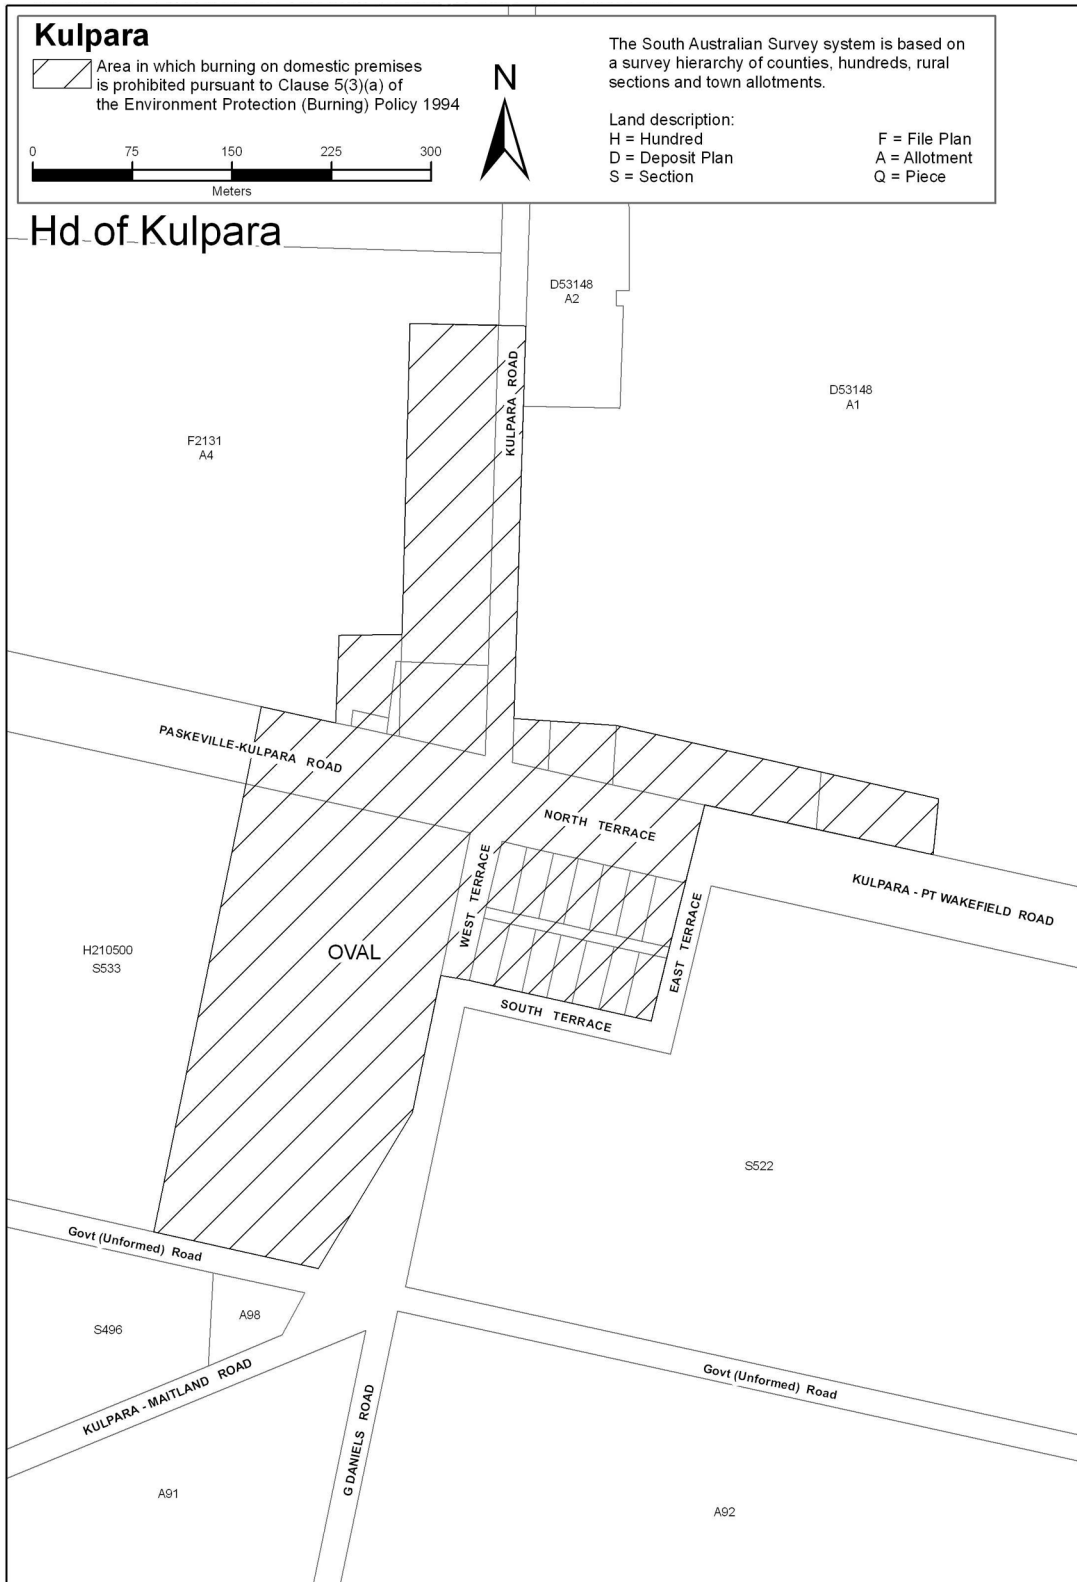 Kulpara
Area in which burning on domestic premises
is prohibited pursuant to Clause 5(3)(a) of
the Environment Protection (Burning) Policy 1994
0 75 150 225 300
Meters
N
The South Australian Survey system is based on
a survey hierarchy of counties, hundreds, rural
sections and town allotments.
Land description:
H = Hundred
D = Deposit Plan
S = Section
F = File Plan
A = Allotment
Q = Piece
Hd of Kulpara
D53148
A2
KULPARA ROAD
D53148
A1
F2131
A4
PASKEVILLE-KULPARA ROAD
NORTH TERRACE
WEST TERRACE
EAST TERRACE
KULPARA - PT WAKEFIELD ROAD
H210500
S533
OVAL
SOUTH TERRACE
S522
Govt (Unformed) Road
A98
S496
KULPARA - MAITLAND ROAD
Govt (Unformed) Road
G DANIELS ROAD
A91
A92